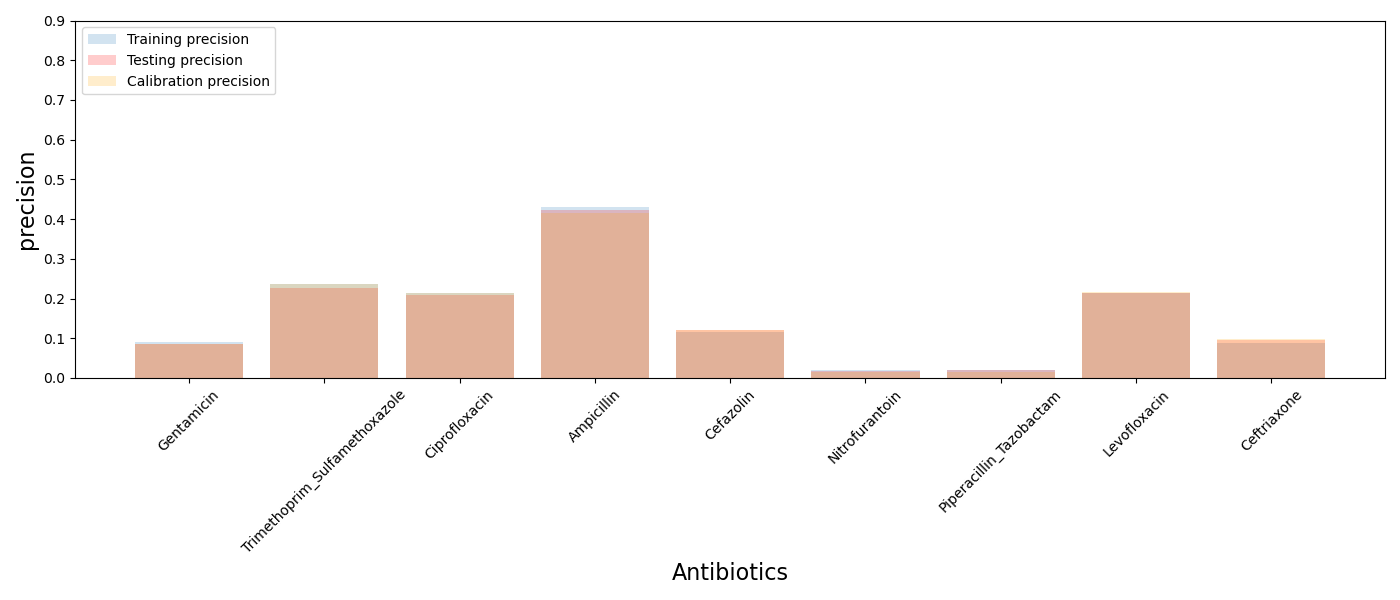 Training precision
Testing precision
Calibration precision
0.9
0.8
0.7
0.6
0.5
0.4
0.3
0.2
0.1
0.0
precision
Gentamicin
Trimethoprim_Sulfamethoxazole
Ciprofloxacin
Ampicillin
Cefazolin
Nitrofurantoin
Piperacillin_Tazobactam
Levofloxacin
Ceftriaxone
Antibiotics